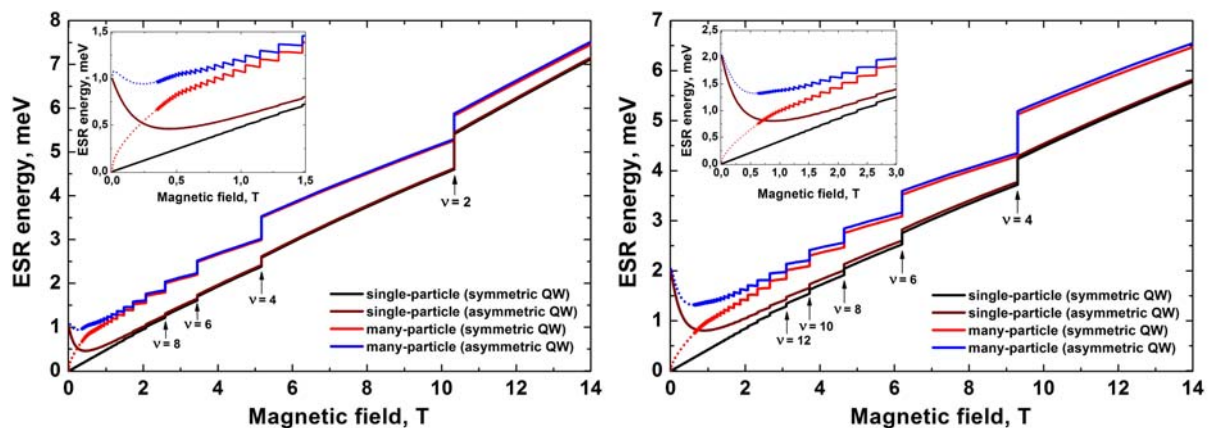 8
7
6
5
4
3
2
1
0
ESR energy, meV
0 2 4 6 8 10 12 14
Magnetic field, T
1,5
1,0
0,5
0,0
ESR energy, meV
0,0 0,5 1,0 1,5
Magnetic field, T
ν = 2
ν = 4
ν = 6
ν = 8
single-particle (symmetric QW)
single-particle (asymmetric QW)
many-particle (symmetric QW)
many-particle (asymmetric QW)
7
6
5
4
3
2
1
0
ESR energy, meV
0 2 4 6 8 10 12 14
Magnetic field, T
2,5
2,0
1,5
1,0
0,5
0,0
ESR energy, meV
0,0 0,5 1,0 1,5 2,0 2,5 3,0
Magnetic field, T
ν = 4
ν = 6
ν = 8
ν = 10
ν = 12
single-particle (symmetric QW)
single-particle (asymmetric QW)
many-particle (symmetric QW)
many-particle (asymmetric QW)